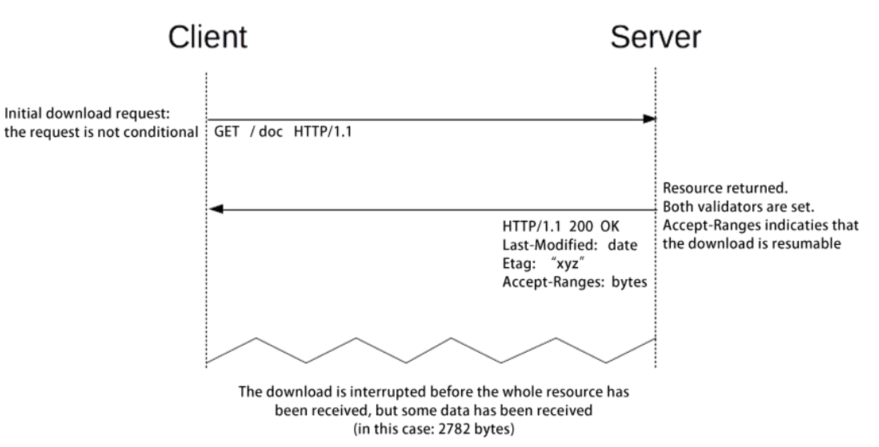 Client
Server
Initial download request:
the request is not conditional
GET / doc HTTP/1.1
Resource returned.
Both validators are set.
Accept-Ranges indicaties that
the download is resumable
HTTP/1.1 200 OK
Last-Modified: date
Etag: “xyz”
Accept-Ranges: bytes
The download is interrupted before the whole resource has
been received, but some data has been received
(in this case: 2782 bytes)